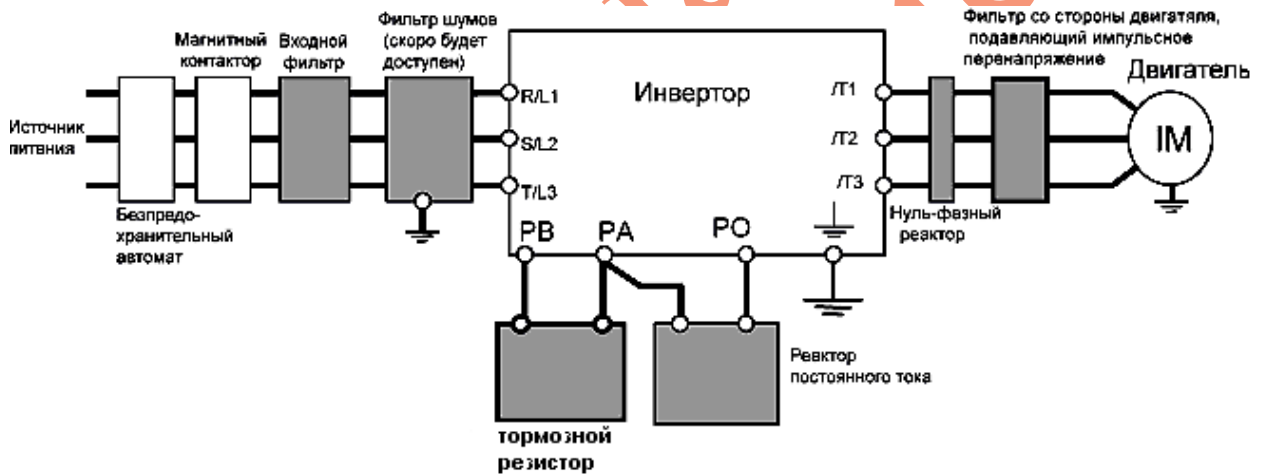 Фильтр шумов
(скоро будет
доступен)
Магнитный
контактор
Входной
фильтр
Фильтр со стороны двигатяля,
подавляющий импульсное
перенапряжение
Двигатель
Инвертор
R/L1
S/L2
T/L3
/T1
/T2
/T3
IM
Источник
питвния
Безпредо-
хранительный
автомат
Нуль-фазный
реактор
PB
PA
PO
Реактор
постоянного тока
тормозной
резистор